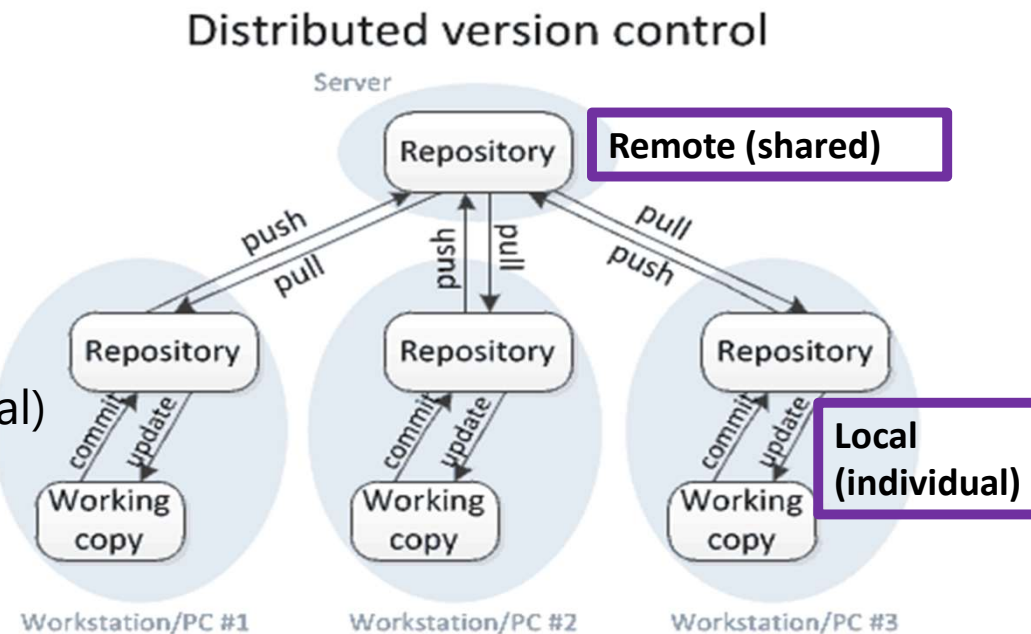 Distributed version control
Server
Repository
Remote (shared)
push
pull
push
pull
pull
push
Repository
Repository
Repository
al)
commit
update
commit
update
commit
update
Local
(individual)
Working
copy
Working
copy
Working
copy
Workstation/PC #1
Workstation/PC #2
Workstation/PC #3